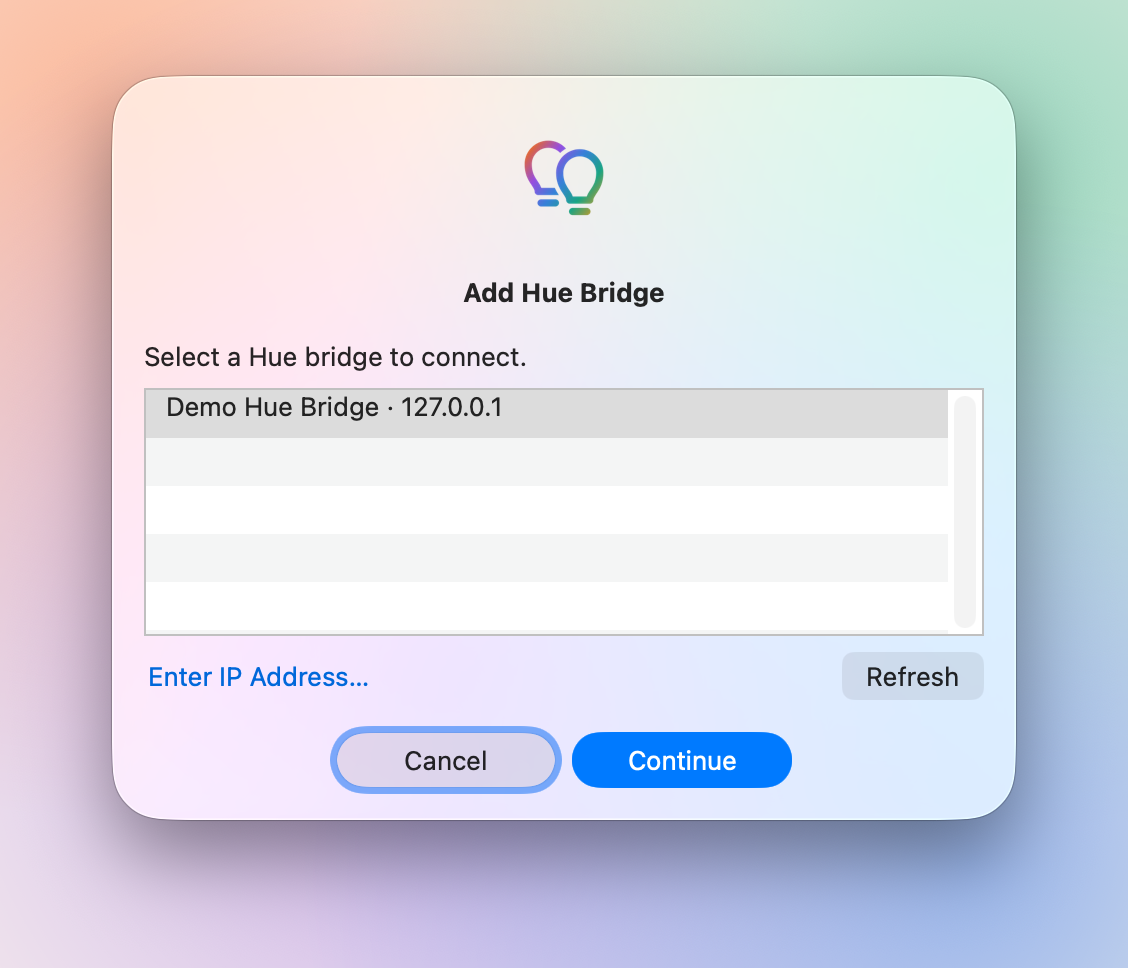 Add Hue Bridge
Select a Hue bridge to connect.
Demo Hue Bridge · 127.0.0.1
Enter IP Address...
Refresh
Cancel
Continue